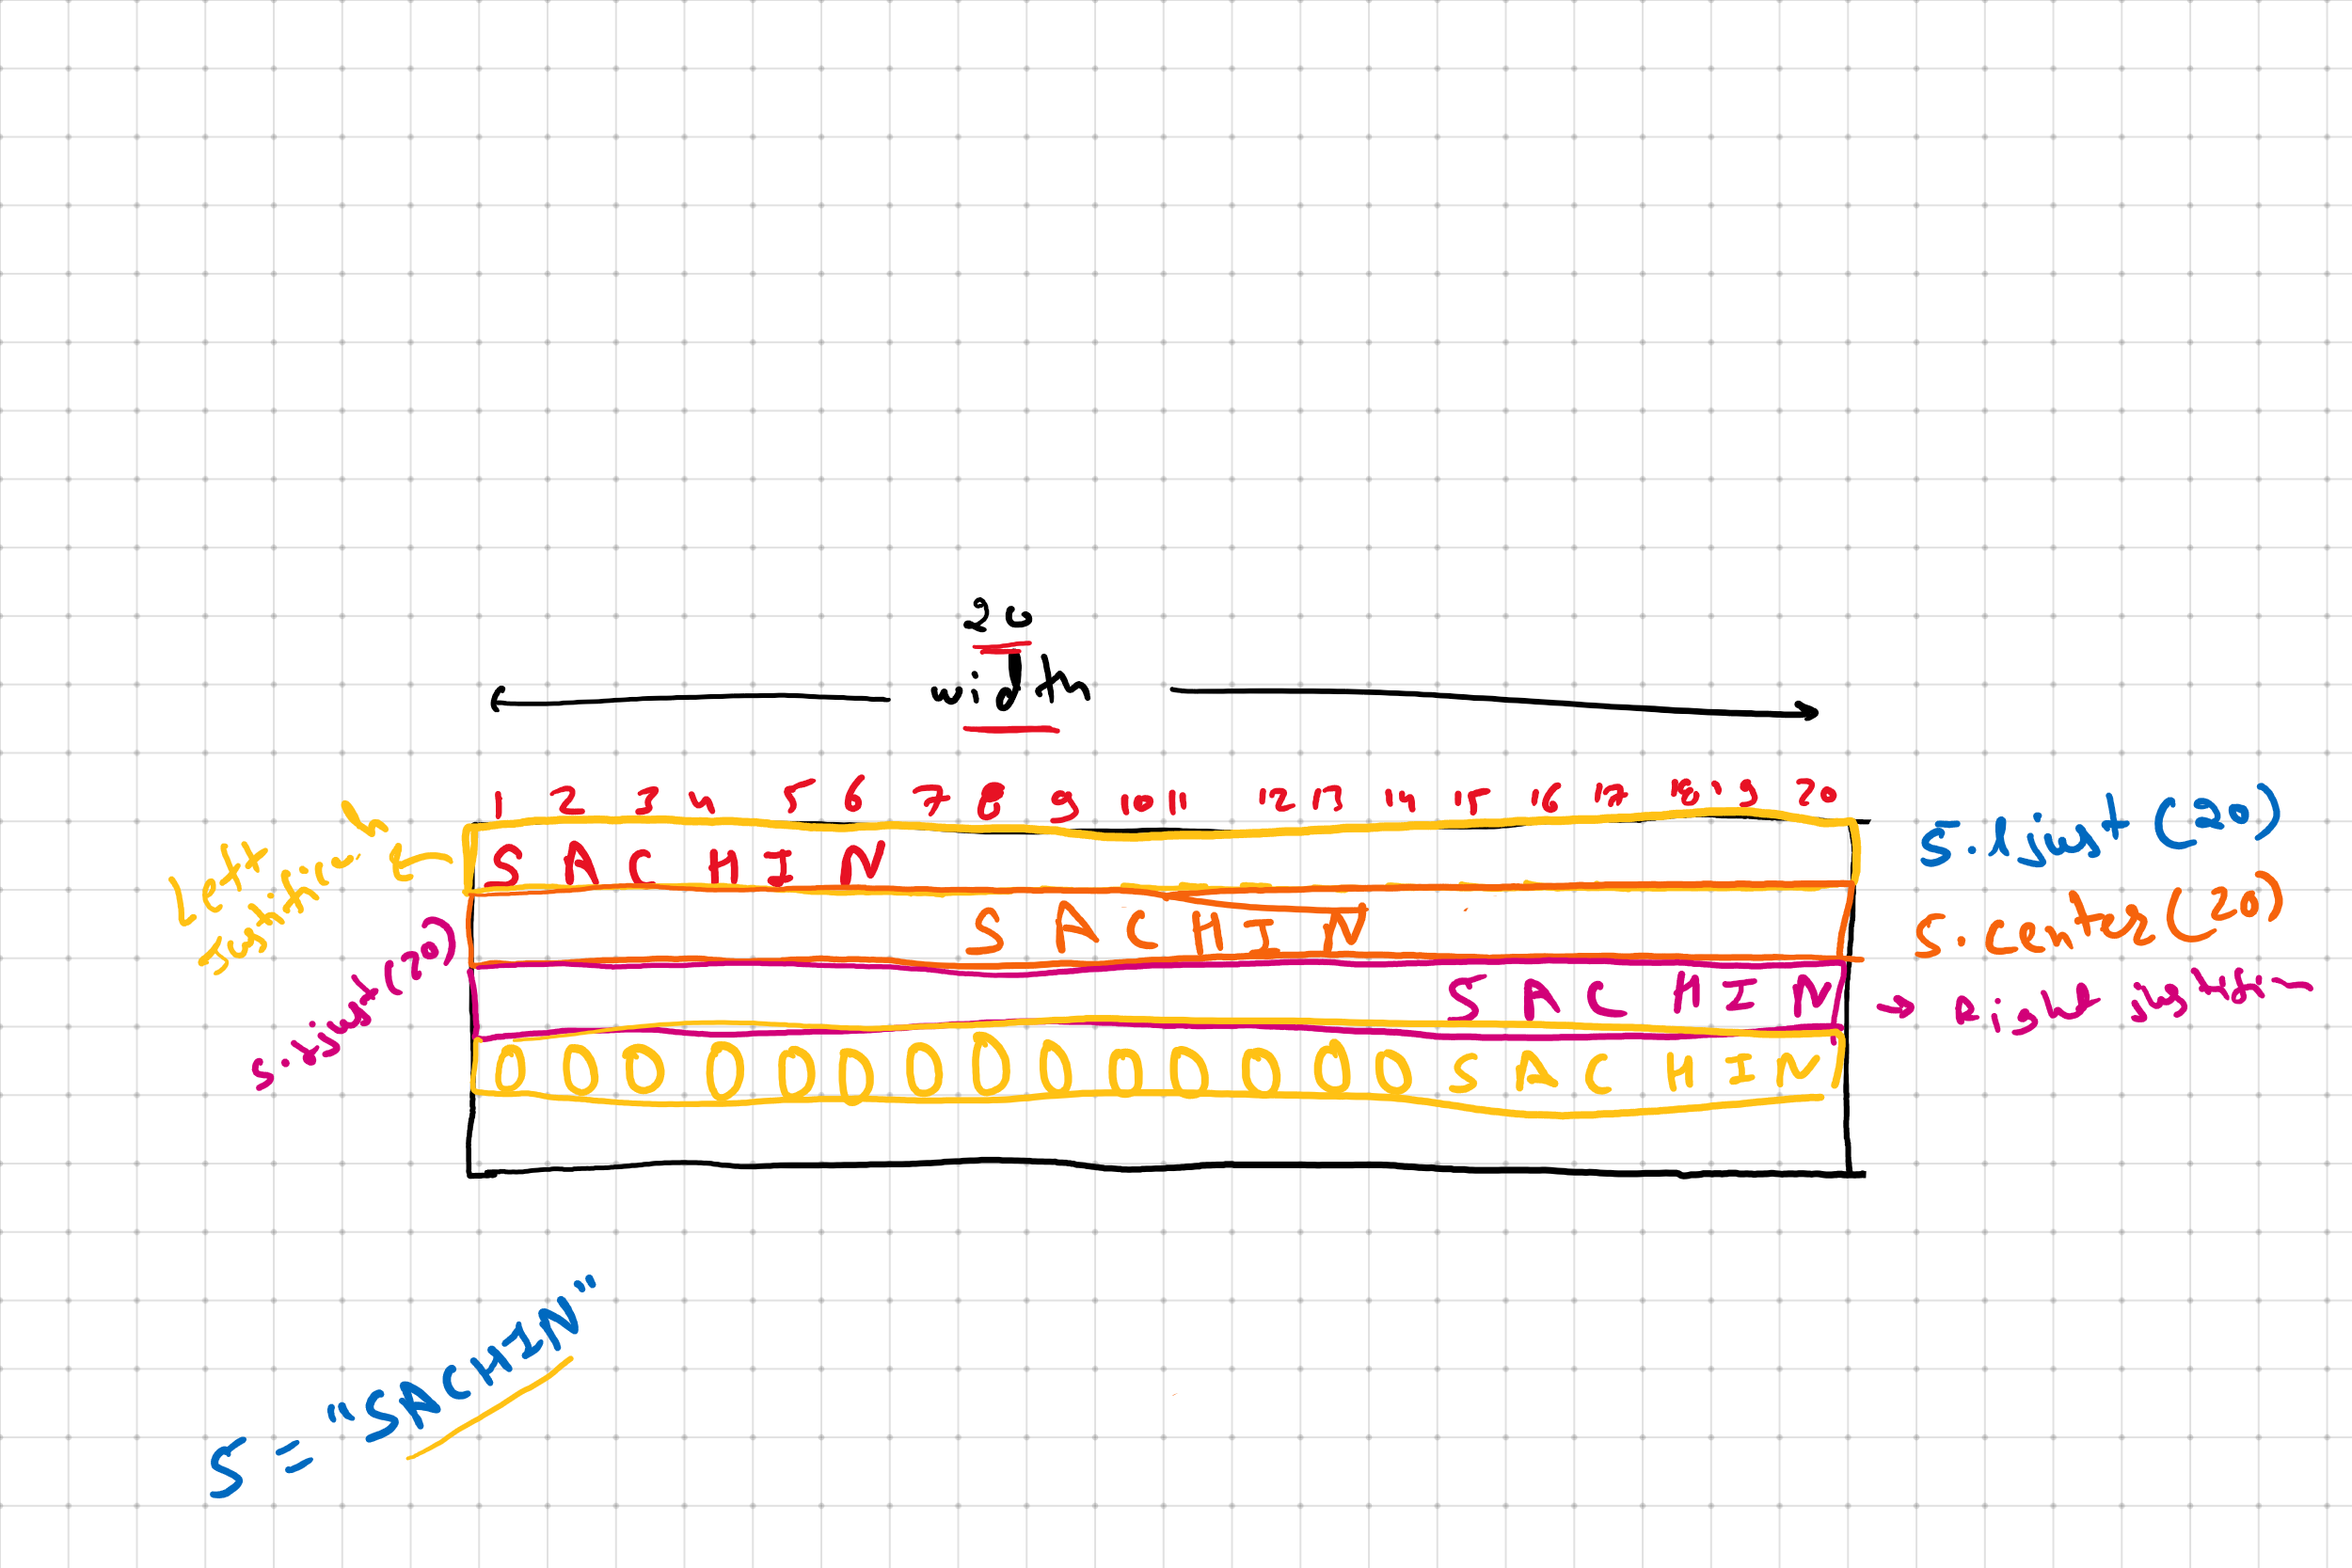 20
width
1 2 3 4 5 6 7 8 9 10 11 12 13 14 15 16 17 18 19 20
Left
Justified
S A C H I N
S.ljust (20)
S A C H I N
S.center (20)
S.rjust (20)
S A C H I N
Right Justified
0 0 0 0 0 0 0 0 0 0 0 0 0 0 S A C H I N
S = "SACHIN"